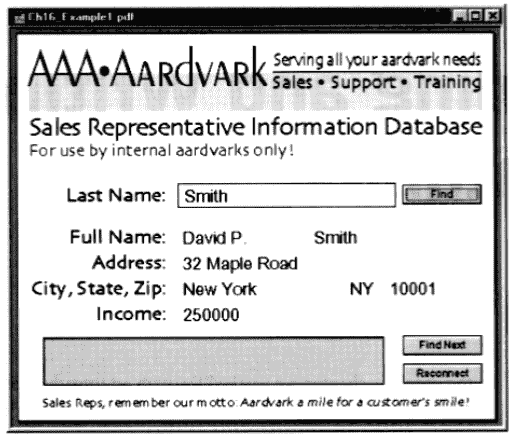 Ch16_Example1.pdf
AAA•AARDVARK Serving all your aardvark needs
Sales • Support • Training
Sales Representative Information Database
For use by internal aardvarks only!
Last Name: Smith Find
Full Name: David P. Smith
Address: 32 Maple Road
City, State, Zip: New York NY 10001
Income: 250000
Find Next
Reconnect
Sales Reps, remember our motto: Aardvark a mile for a customer's smile!